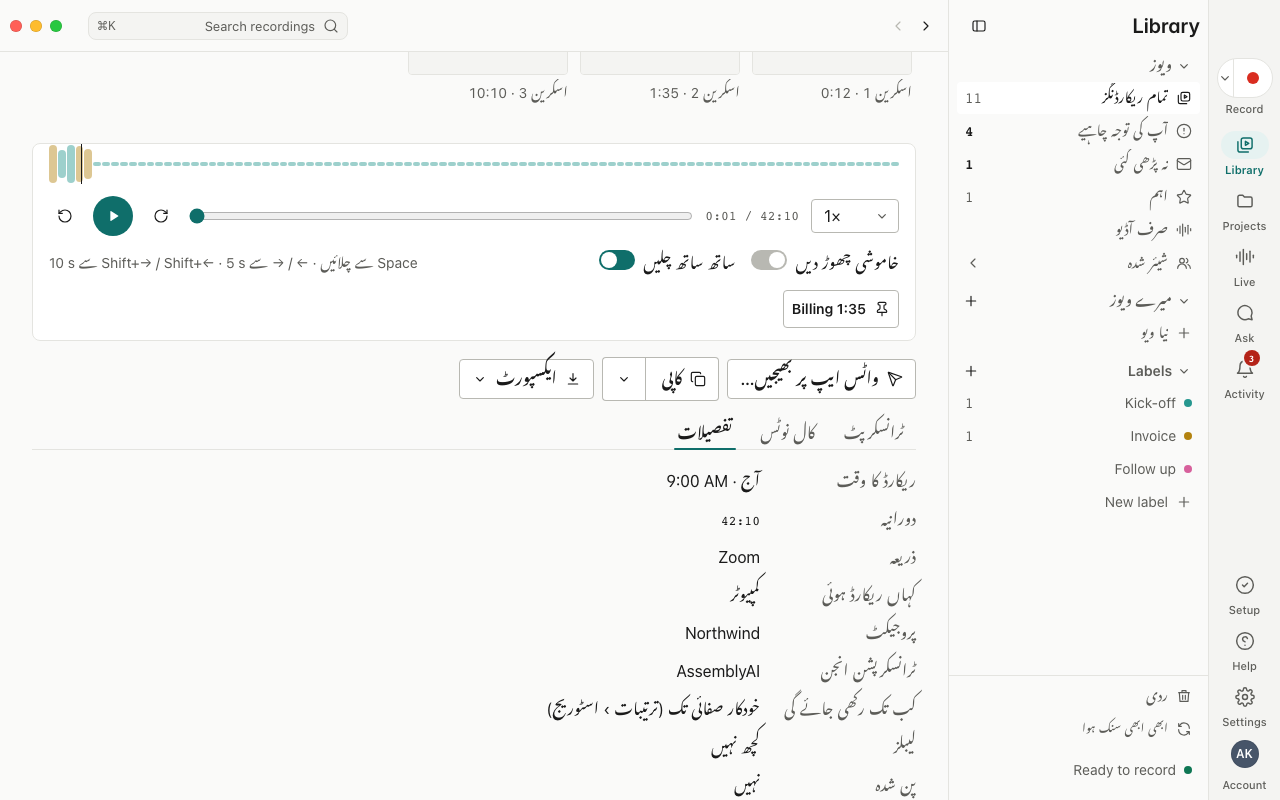 Library
Search recordings
⌘K
ویوز
تمام ریکارڈنگز
11
آپ کی توجہ چاہیے
4
نہ پڑھی گئی
1
اہم
1
صرف آڈیو
شیئر شدہ
میرے ویوز
نیا ویو
Labels
Kick-off
1
Invoice
1
Follow up
New label
ردی
ابھی ابھی سنک ہوا
Ready to record
Record
Library
Projects
Live
Ask
3
Activity
Setup
Help
Settings
AK
Account
اسکرین 1 · 0:12
اسکرین 2 · 1:35
اسکرین 3 · 10:10
0:01 / 42:10
1×
خاموشی چھوڑ دیں
ساتھ ساتھ چلیں
Space سے چلائیں · ← / → سے 5 s · Shift+← / Shift+→ سے 10 s
Billing 1:35
واٹس ایپ پر بھیجیں...
کاپی
ایکسپورٹ
ٹرانسکرپٹ
کال نوٹس
تفصیلات
ریکارڈ کا وقت
آج · 9:00 AM
دورانیہ
42:10
ذریعہ
Zoom
کہاں ریکارڈ ہوئی
کمپیوٹر
پروجیکٹ
Northwind
ٹرانسکرپشن انجن
AssemblyAI
کب تک رکھی جائے گی
خودکار صفائی تک (ترتیبات › اسٹوریج)
لیبلز
کچھ نہیں
پن شدہ
نہیں